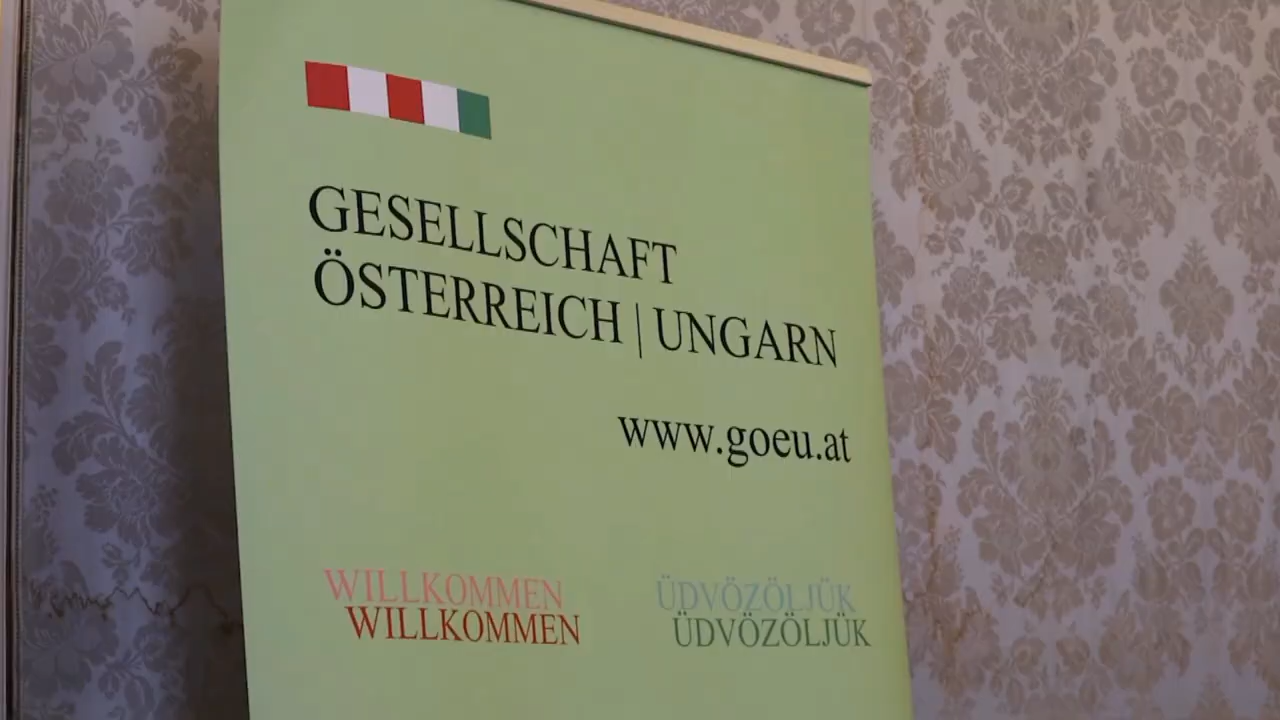 GESELLSCHAFT
ÖSTERREICH | UNGARN
www.goeu.at
WILLKOMMEN
WILLKOMMEN
ÜDVÖZÖLJÜK
ÜDVÖZÖLJÜK